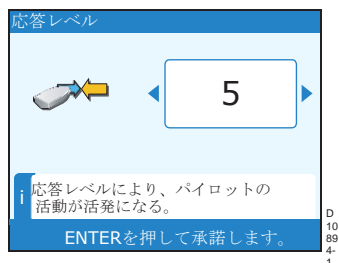 応答レベル
5
i
応答レベルにより、パイロットの
活動が活発になる。
ENTERを押して承諾します。
D
10
89
4-
1